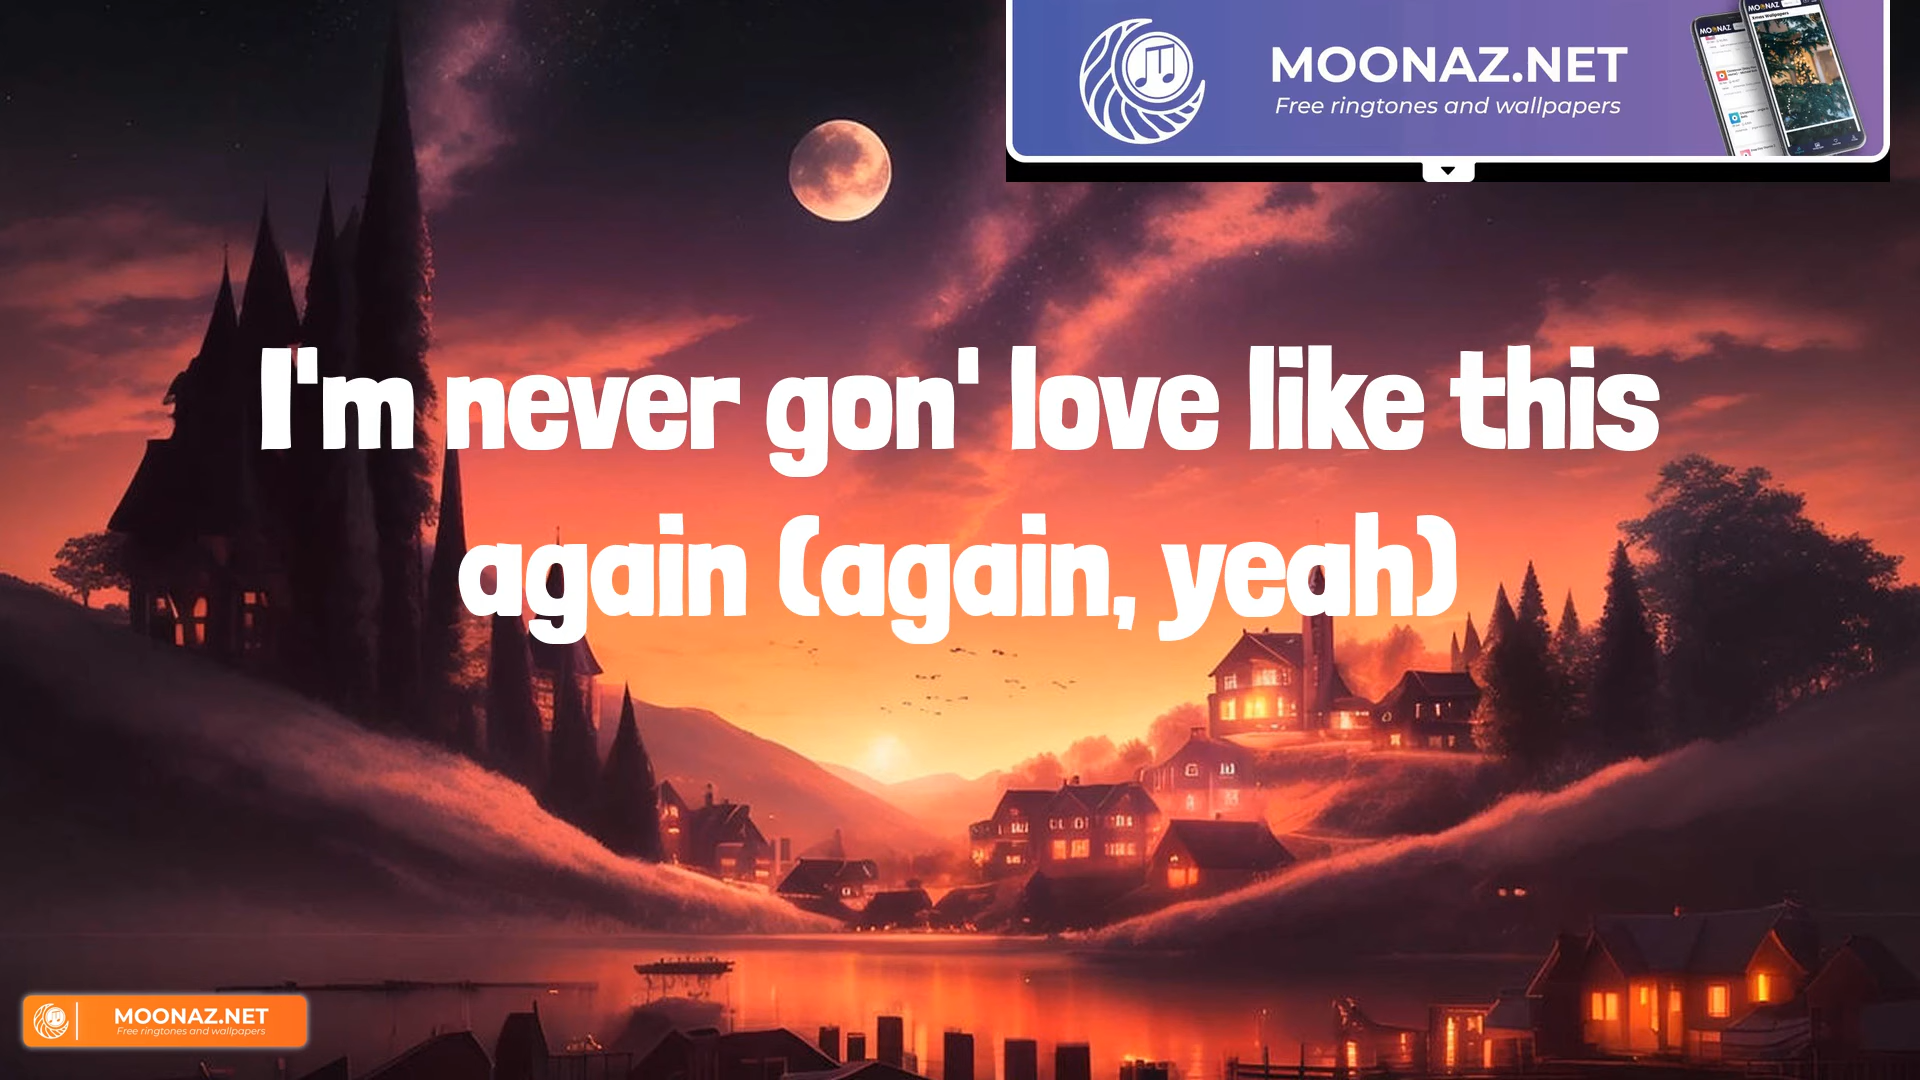 MOONAZ.NET
Free ringtones and wallpapers
I'm never gon' love like this
again (again, yeah)
MOONAZ.NET
Free ringtones and wallpapers